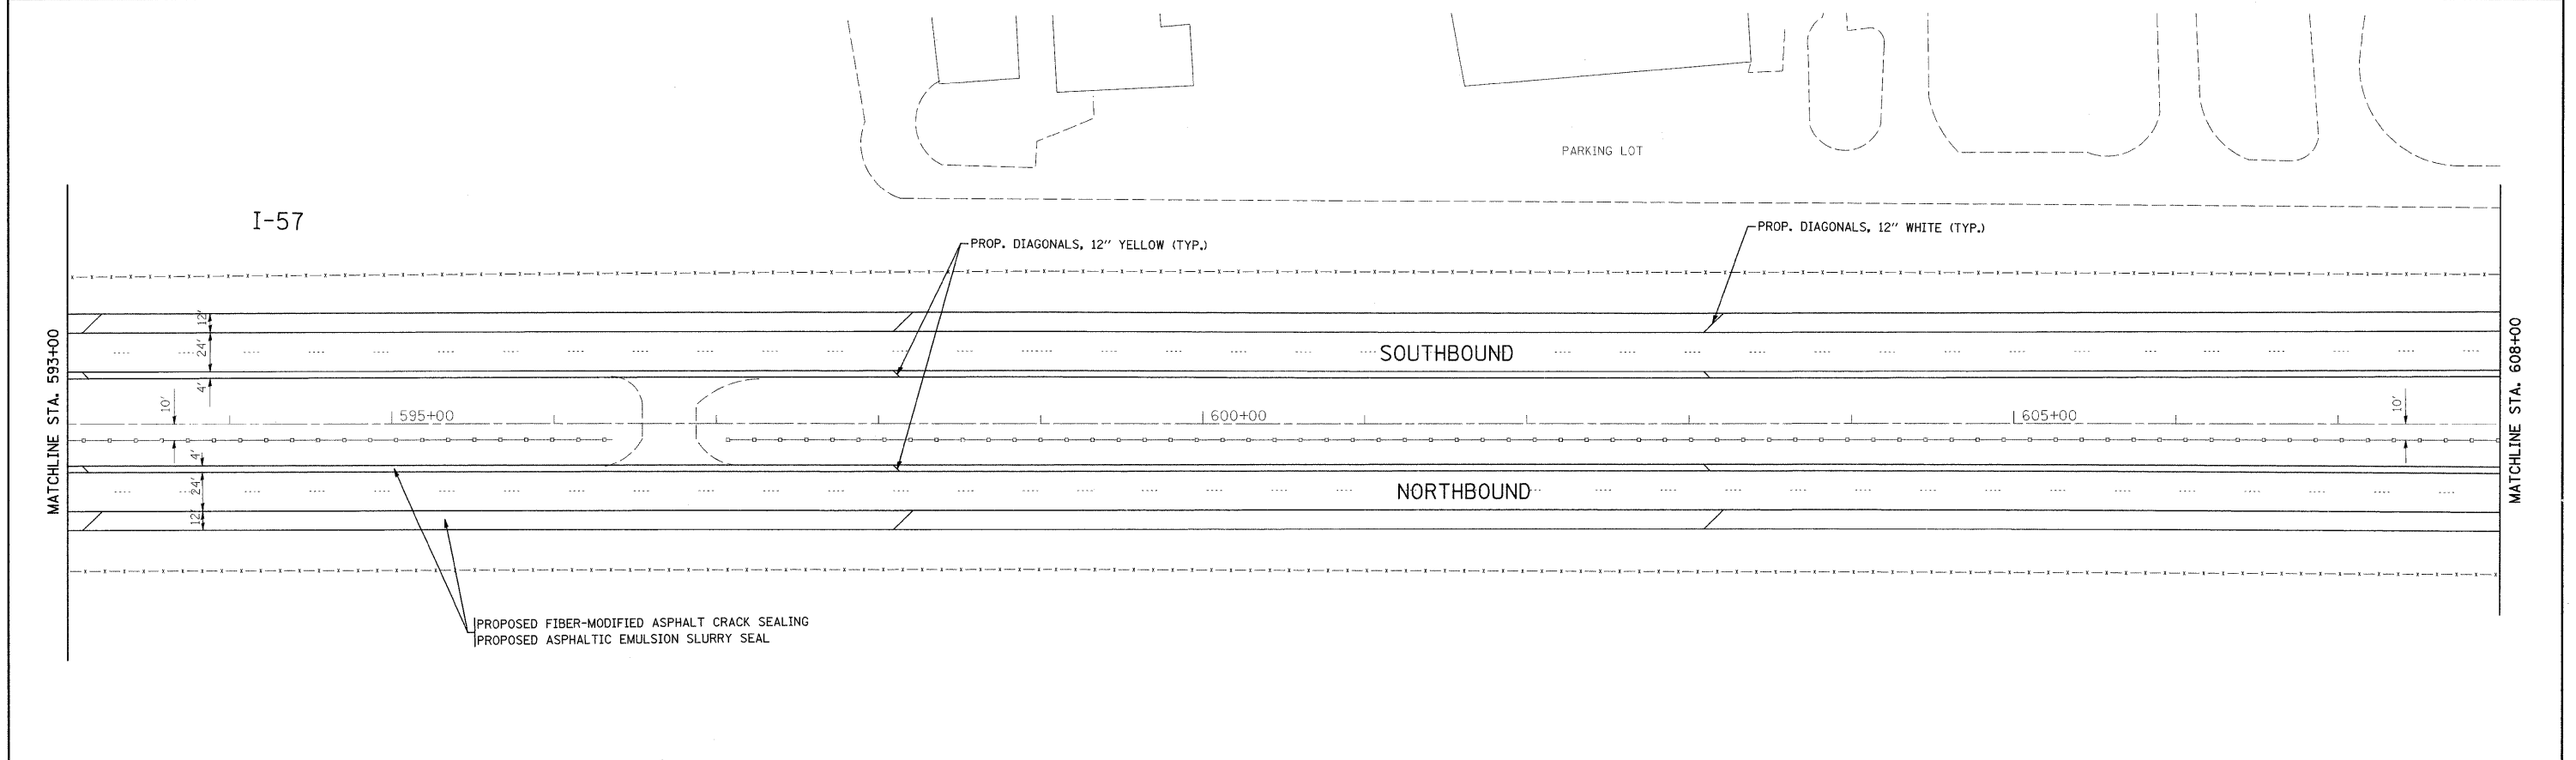 PARKING LOT
I-57
PROP. DIAGONALS, 12" YELLOW (TYP.)
PROP. DIAGONALS, 12" WHITE (TYP.)
MATCHLINE STA. 593+00
MATCHLINE STA. 608+00
12'
24'
SOUTHBOUND
4'
10'
595+00
600+00
605+00
10'
4'
24'
NORTHBOUND
12'
PROPOSED FIBER-MODIFIED ASPHALT CRACK SEALING
PROPOSED ASPHALTIC EMULSION SLURRY SEAL